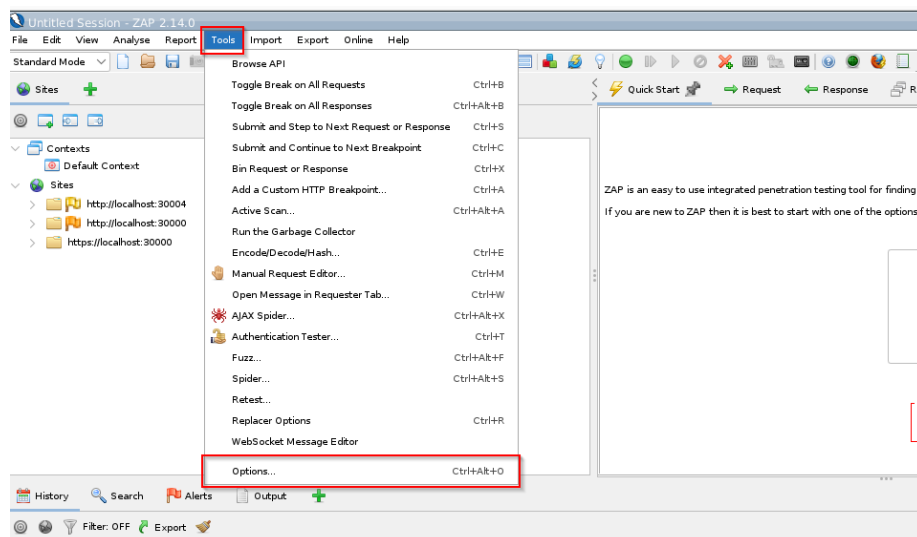 Untitled Session - ZAP 2.14.0
File Edit View Analyse Report Tools Import Export Online Help
Standard Mode
Sites
Quick Start Request Response R
Contexts
Default Context
Sites
http://localhost:30004
http://localhost:30000
https://localhost:30000
Browse API
Toggle Break on All Requests Ctrl+B
Toggle Break on All Responses Ctrl+Alt+B
Submit and Step to Next Request or Response Ctrl+S
Submit and Continue to Next Breakpoint Ctrl+C
Bin Request or Response Ctrl+X
Add a Custom HTTP Breakpoint... Ctrl+A
Active Scan... Ctrl+Alt+A
Run the Garbage Collector
Encode/Decode/Hash... Ctrl+E
Manual Request Editor... Ctrl+M
Open Message in Requester Tab... Ctrl+W
AJAX Spider... Ctrl+Alt+X
Authentication Tester... Ctrl+T
Fuzz... Ctrl+Alt+F
Spider... Ctrl+Alt+S
Retest...
Replacer Options Ctrl+R
WebSocket Message Editor
Options... Ctrl+Alt+O
ZAP is an easy to use integrated penetration testing tool for finding
If you are new to ZAP then it is best to start with one of the options
History Search Alerts Output
Filter: OFF Export